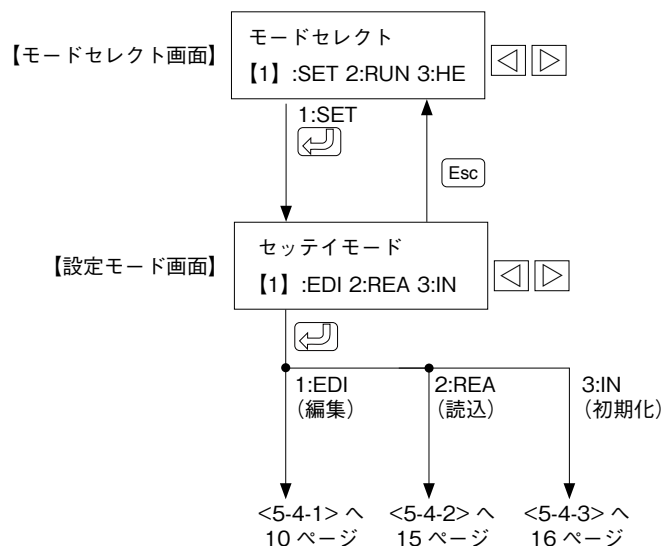 【モードセレクト画面】
モードセレクト
【1】:SET 2:RUN 3:HE
1:SET
Esc
【設定モード画面】
セッテイモード
【1】:EDI 2:REA 3:IN
1:EDI
（編集）
2:REA
（読込）
3:IN
（初期化）
<5-4-1> へ
10 ページ
<5-4-2> へ
15 ページ
<5-4-3> へ
16 ページ